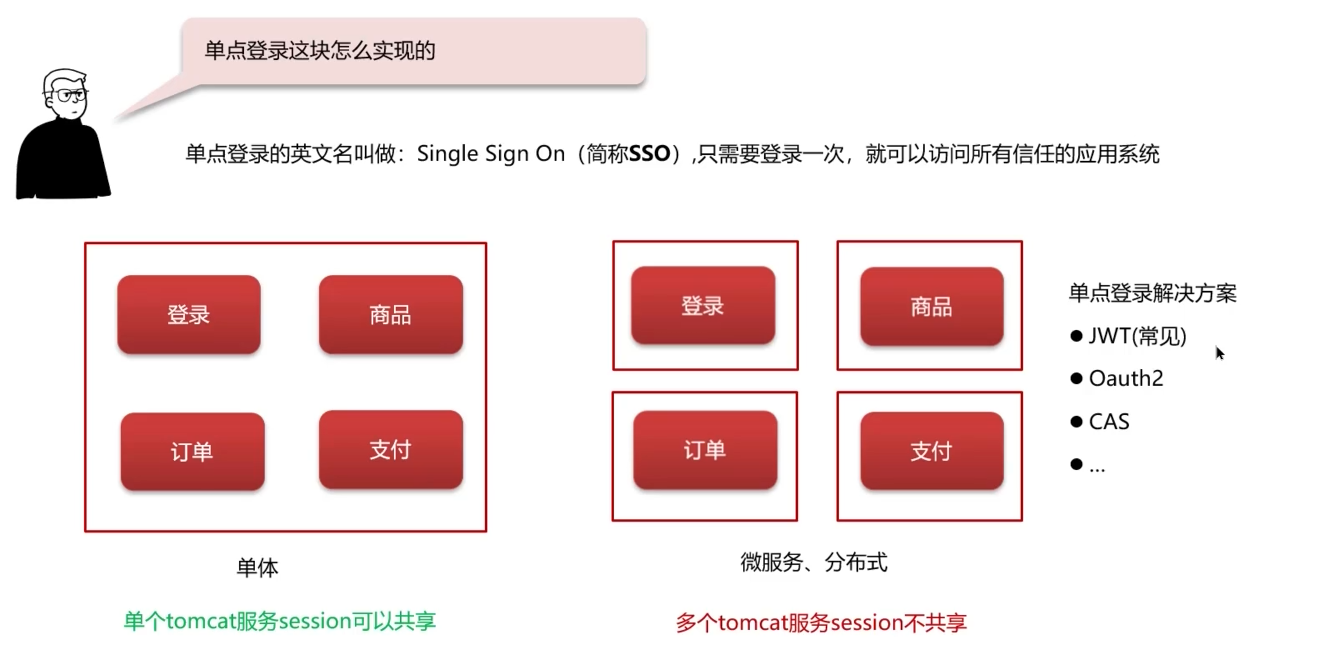 单点登录这块怎么实现的
单点登录的英文名叫做：Single Sign On（简称SSO）,只需要登录一次，就可以访问所有信任的应用系统
登录
商品
订单
支付
单体
单个tomcat服务session可以共享
登录
商品
订单
支付
微服务、分布式
多个tomcat服务session不共享
单点登录解决方案
● JWT(常见)
● Oauth2
● CAS
● ...